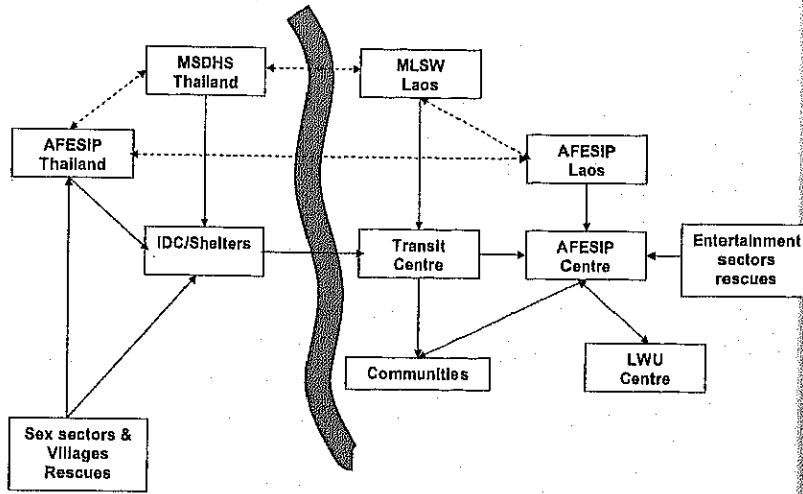 MSDHS
Thailand
MLSW
Laos
AFESIP
Thailand
AFESIP
Laos
IDC/Shelters
Transit
Centre
AFESIP
Centre
Entertainment
sectors
rescues
Communities
LWU
Centre
Sex sectors &
Villages
Rescues